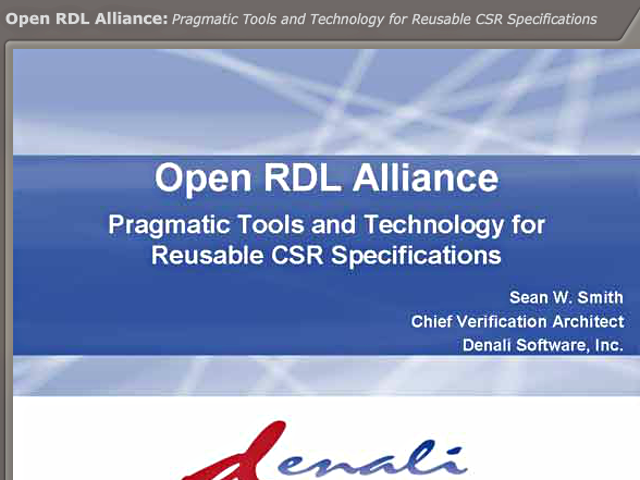 Open RDL Alliance: Pragmatic Tools and Technology for Reusable CSR Specifications
Open RDL Alliance
Pragmatic Tools and Technology for
Reusable CSR Specifications
Sean W. Smith
Chief Verification Architect
Denali Software, Inc.
denali